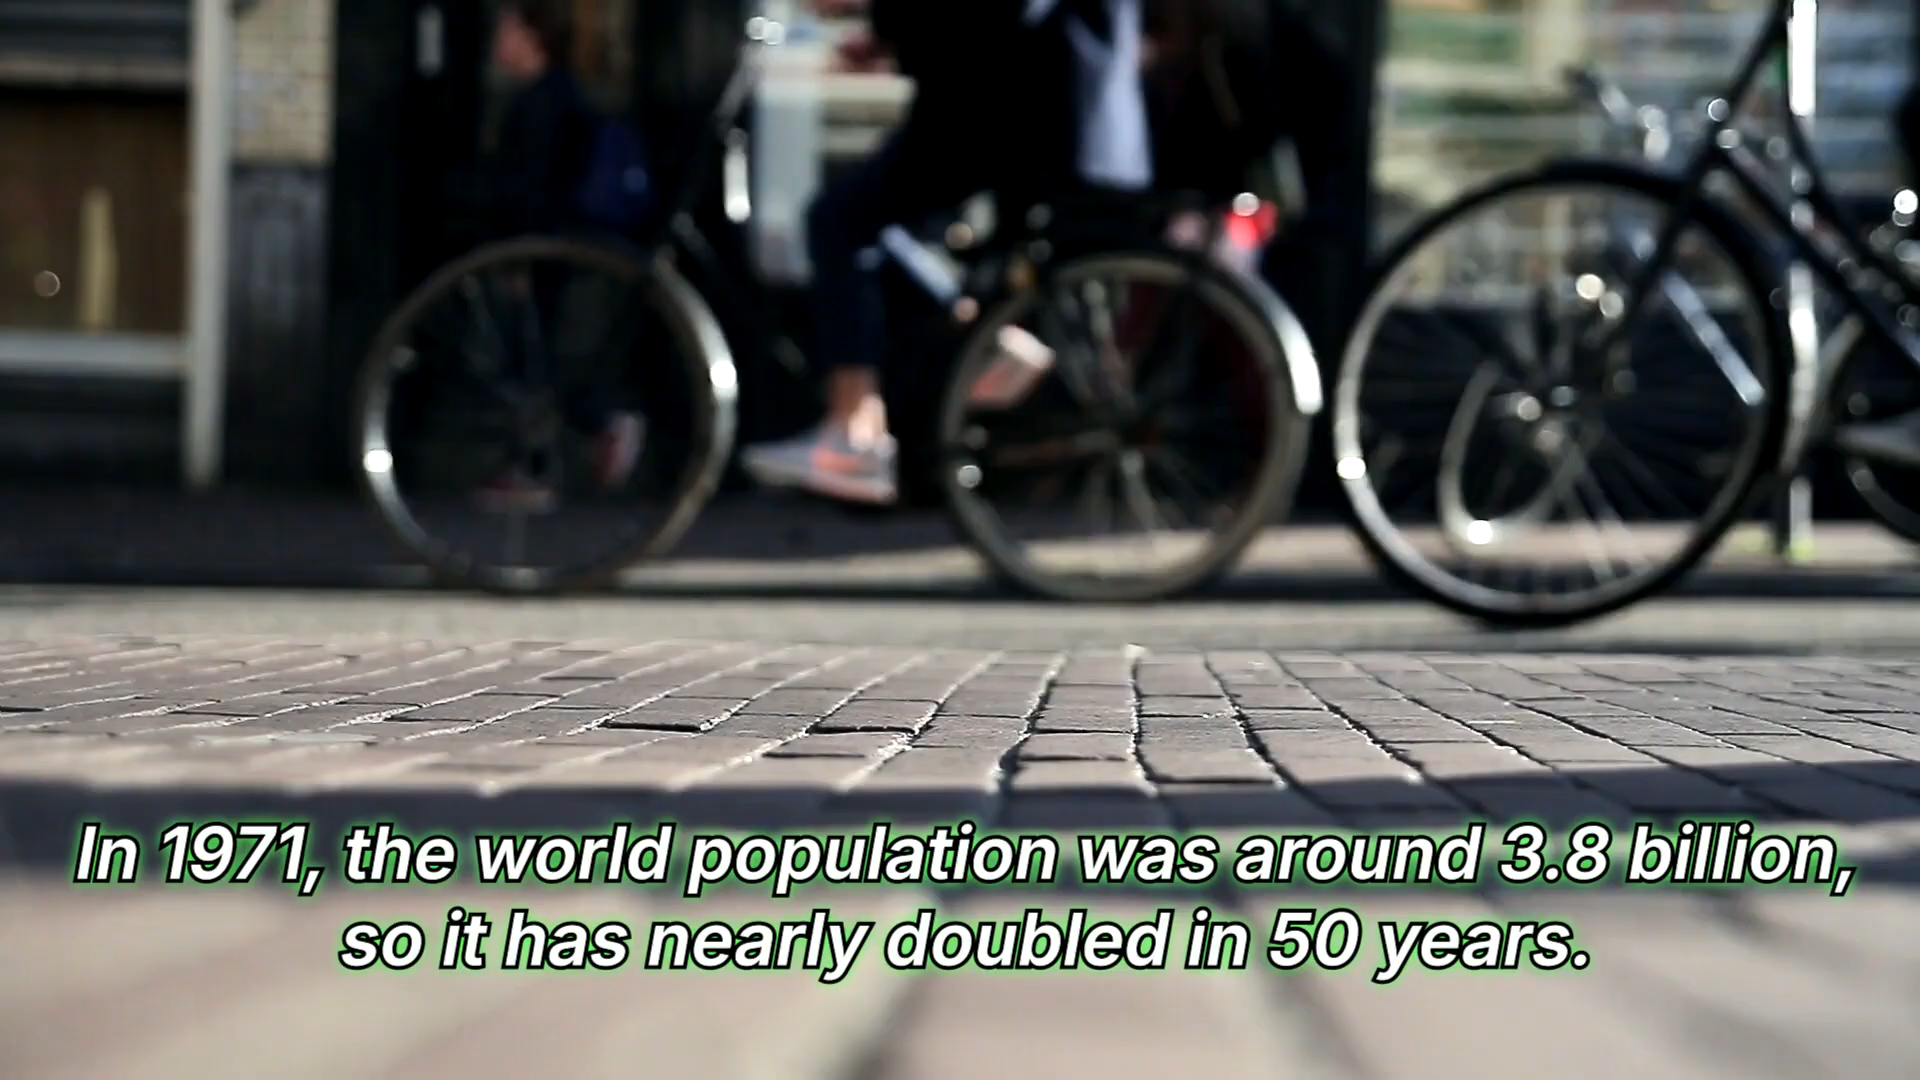 In 1971, the world population was around 3.8 billion,
so it has nearly doubled in 50 years.